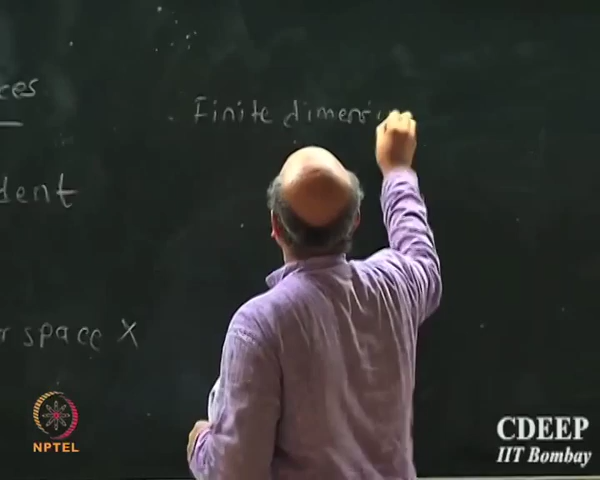 ces
dent
Finite dimensi
r space X
NPTEL
CDEEP
IIT Bombay